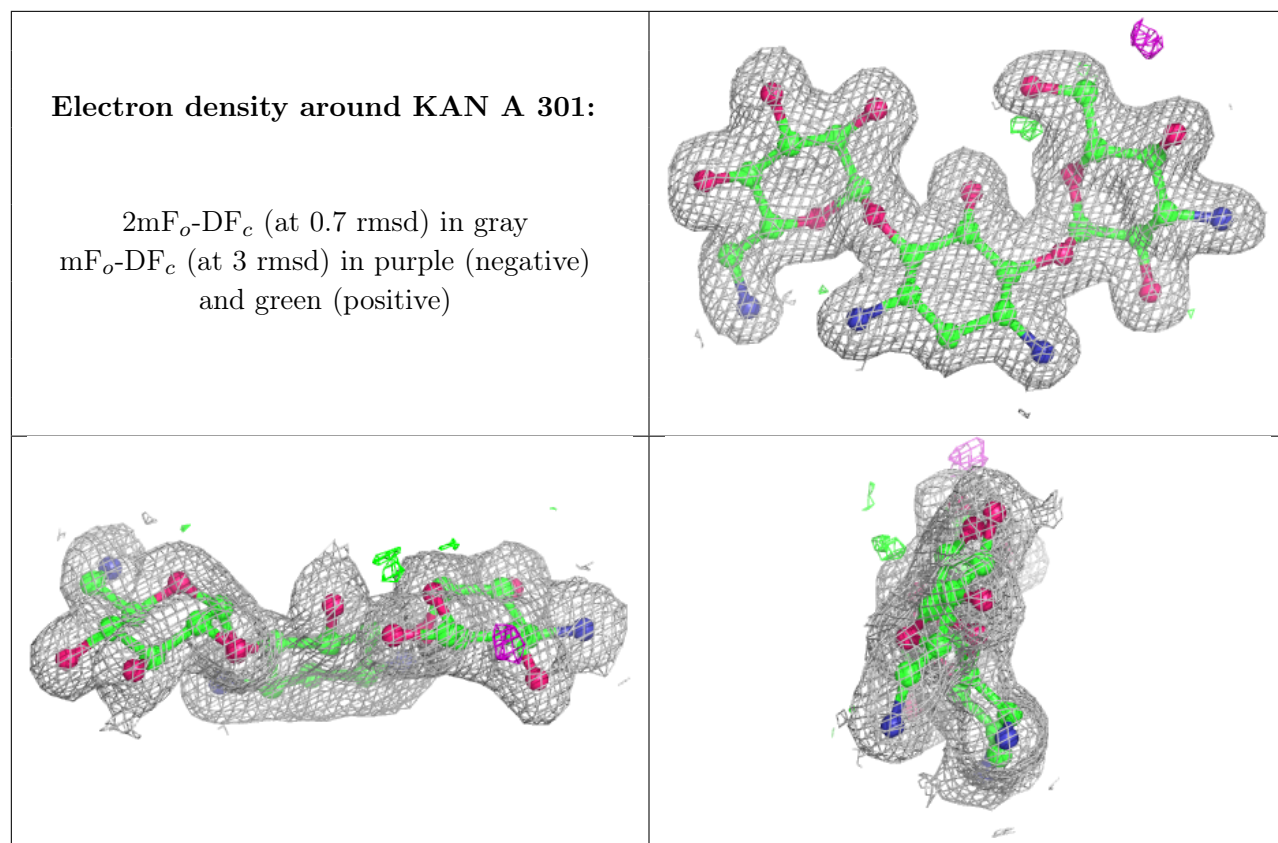 Electron density around KAN A 301:
2mFo-DFc (at 0.7 rmsd) in gray
mFo-DFc (at 3 rmsd) in purple (negative)
and green (positive)